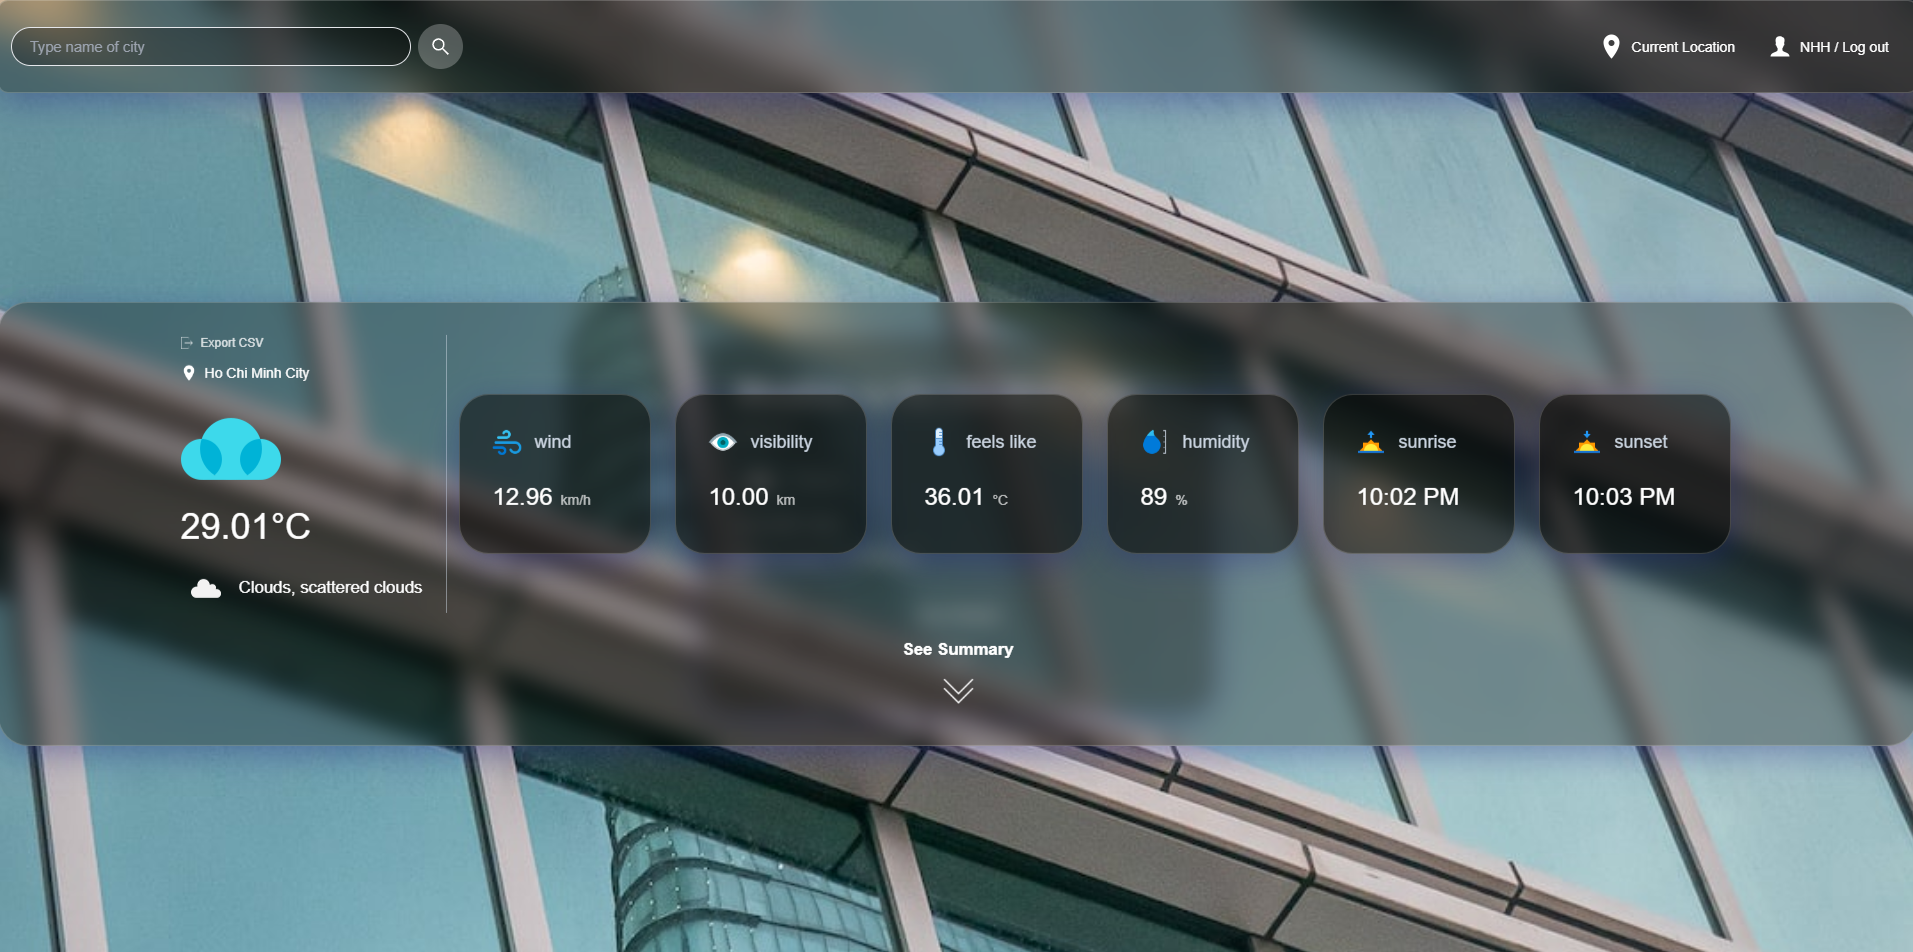 Type name of city
Current Location
NHH / Log out
Export CSV
Ho Chi Minh City
29.01°C
Clouds, scattered clouds
wind
12.96 km/h
visibility
10.00 km
feels like
36.01 °C
humidity
89 %
sunrise
10:02 PM
sunset
10:03 PM
See Summary